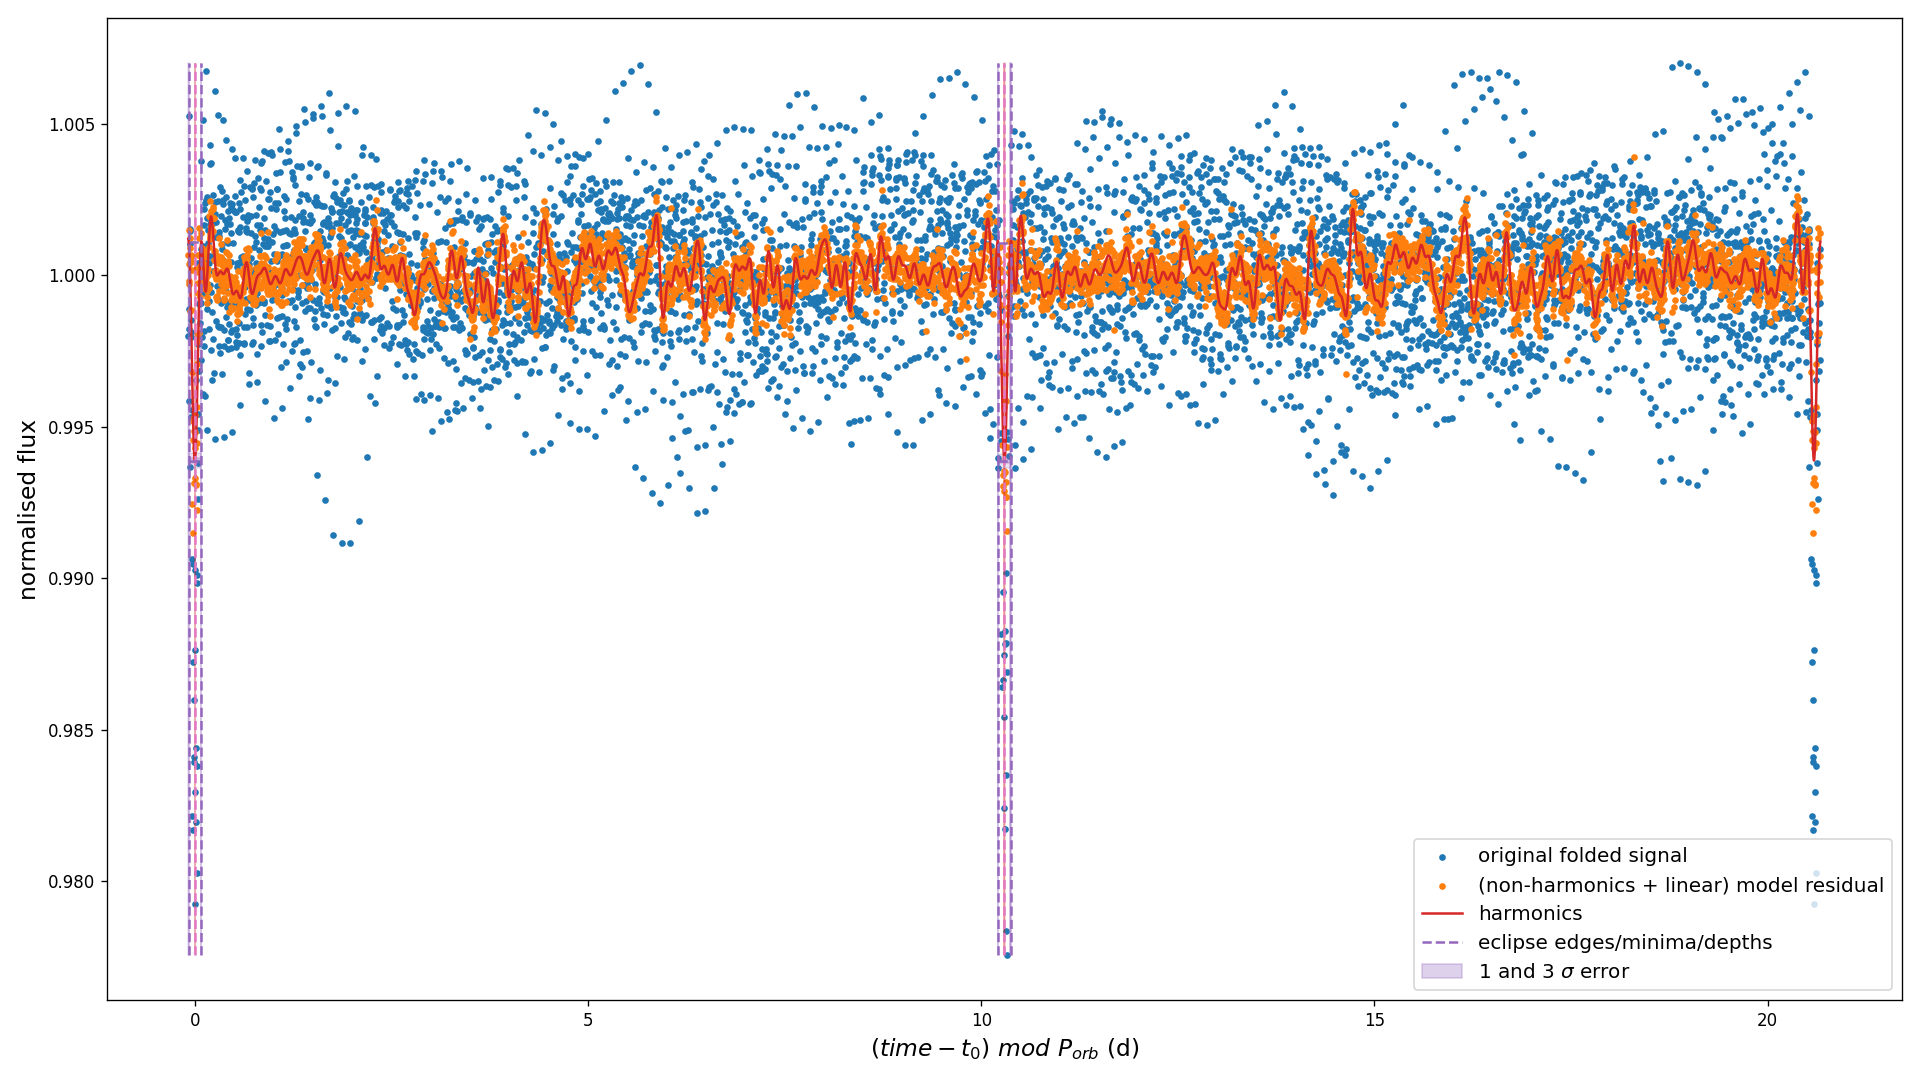 1.005
1.000
0.995
0.990
0.985
0.980
normalised flux
0
5
10
15
20
(time − t₀) mod P_orb (d)
original folded signal
(non-harmonics + linear) model residual
harmonics
eclipse edges/minima/depths
1 and 3 σ error